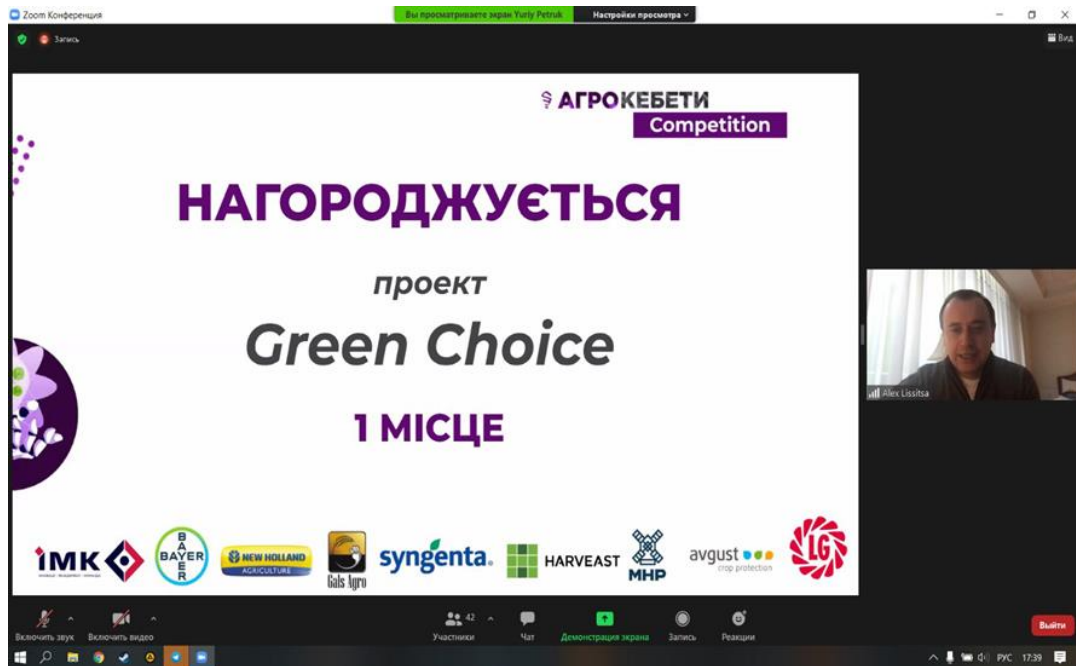 Zoom Конференция
Вы просматриваете экран Yuriy Petruk
Настройки просмотра
Запись
Вид
АГРОКЕБЕТИ
Competition
НАГОРОДЖУЄТЬСЯ
проект
Green Choice
1 МІСЦЕ
Alex Lissitsa
ІМК
BAYER
BAYER
NEW HOLLAND
AGRICULTURE
Gals Agro
syngenta.
HARVEAST
МНР
avgust
crop protection
LG
Включить звук
Включить видео
Участники
42
Чат
Демонстрация экрана
Запись
Реакции
Выйти
РУС
17:39